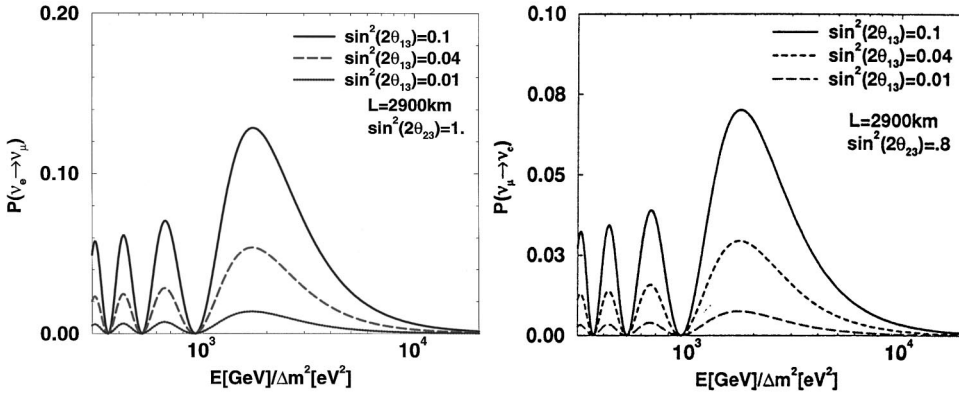 0.20
0.10
0.00
P(νe→νμ)
sin²(2θ13)=0.1
sin²(2θ13)=0.04
sin²(2θ13)=0.01
L=2900km
sin²(2θ23)=1.
10³
10⁴
E[GeV]/Δm²[eV²]
0.10
0.08
0.05
0.03
0.00
P(νμ→νc)
sin²(2θ13)=0.1
sin²(2θ13)=0.04
sin²(2θ13)=0.01
L=2900km
sin²(2θ23)=.8
10³
10⁴
E[GeV]/Δm²[eV²]